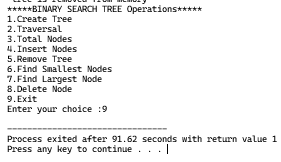 Tree is removed from memory
*****BINARY SEARCH TREE Operations*****
1.Create Tree
2.Traversal
3.Total Nodes
4.Insert Nodes
5.Remove Tree
6.Find Smallest Nodes
7.Find Largest Node
8.Delete Node
9.Exit
Enter your choice :9
--------------------------------
Process exited after 91.62 seconds with return value 1
Press any key to continue . . .